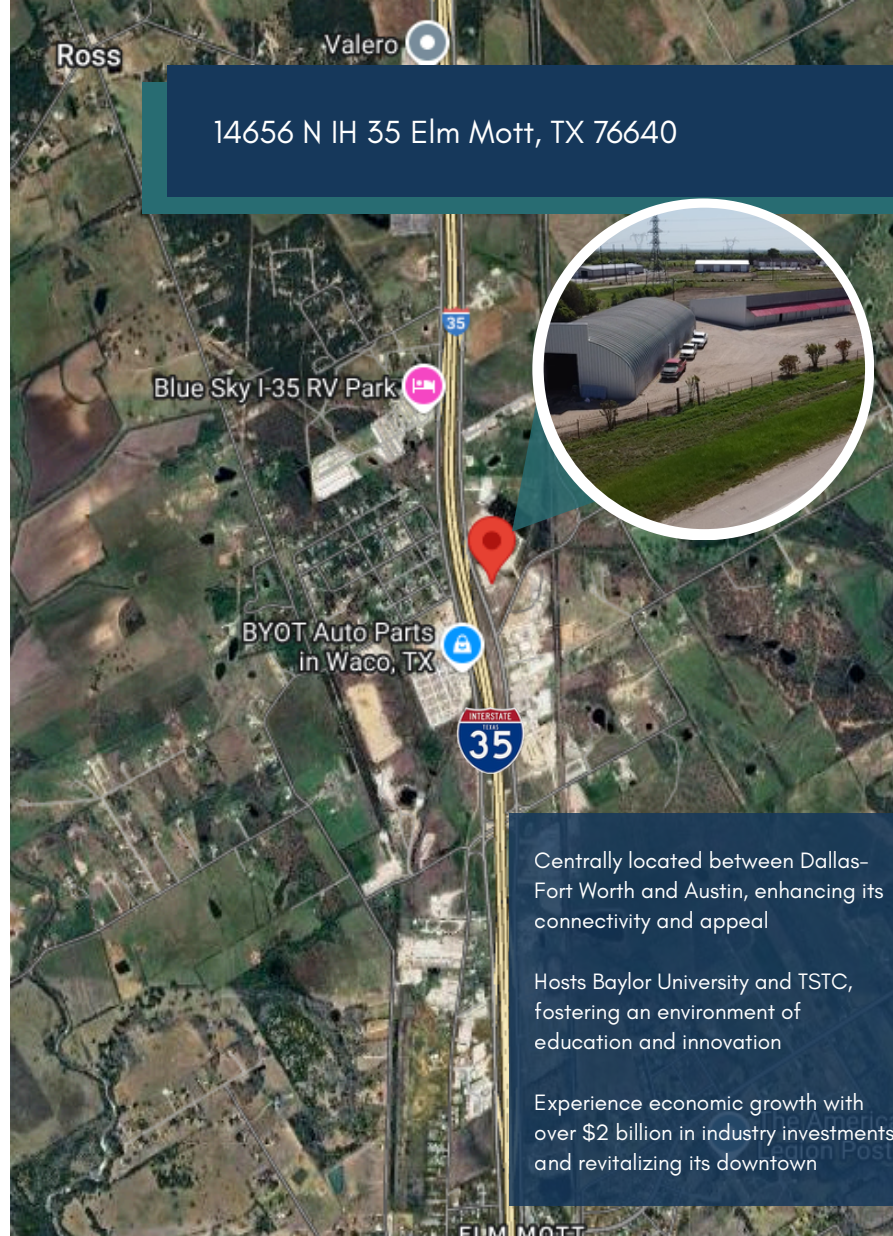 Ross
Valero
14656 N IH 35 Elm Mott, TX 76640
35
Blue Sky I-35 RV Park
BYOT Auto Parts
in Waco, TX
INTERSTATE
TEXAS
35
Centrally located between Dallas-
Fort Worth and Austin, enhancing its
connectivity and appeal
Hosts Baylor University and TSTC,
fostering an environment of
education and innovation
Experience economic growth with
over $2 billion in industry investments
and revitalizing its downtown
Legion Post
ELM MOTT